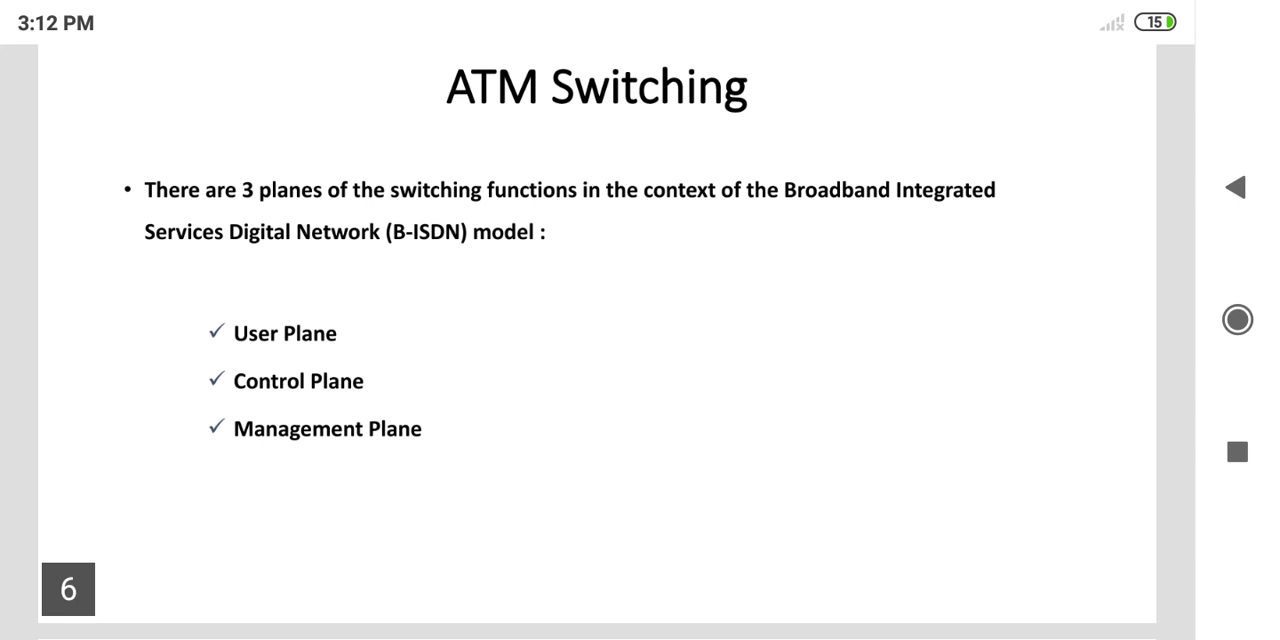 3:12 PM
15
ATM Switching
• There are 3 planes of the switching functions in the context of the Broadband Integrated
Services Digital Network (B-ISDN) model :
✓ User Plane
✓ Control Plane
✓ Management Plane
6